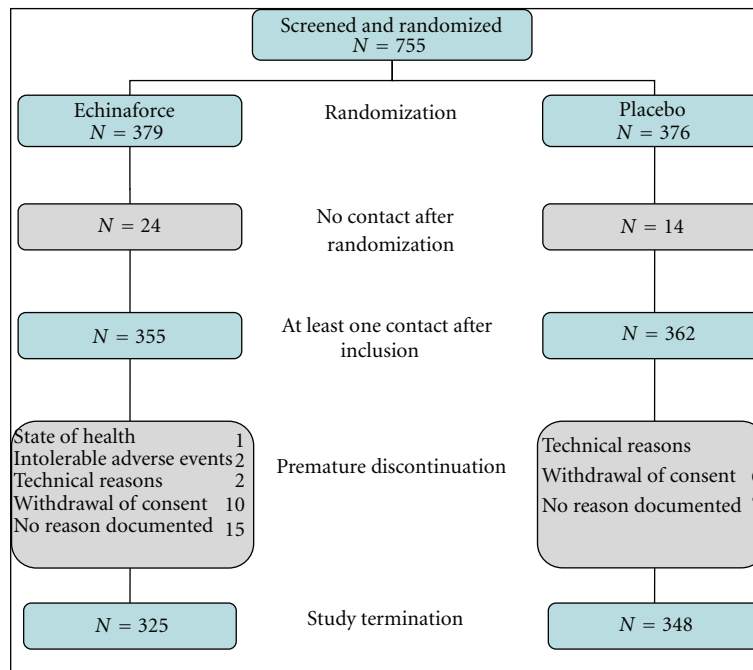 Screened and randomized
N = 755
Echinaforce
N = 379
Randomization
Placebo
N = 376
N = 24
No contact after
randomization
N = 14
N = 355
At least one contact after
inclusion
N = 362
State of health 1
Intolerable adverse events 2
Technical reasons 2
Withdrawal of consent 10
No reason documented 15
Premature discontinuation
Technical reasons
Withdrawal of consent
No reason documented
N = 325
Study termination
N = 348